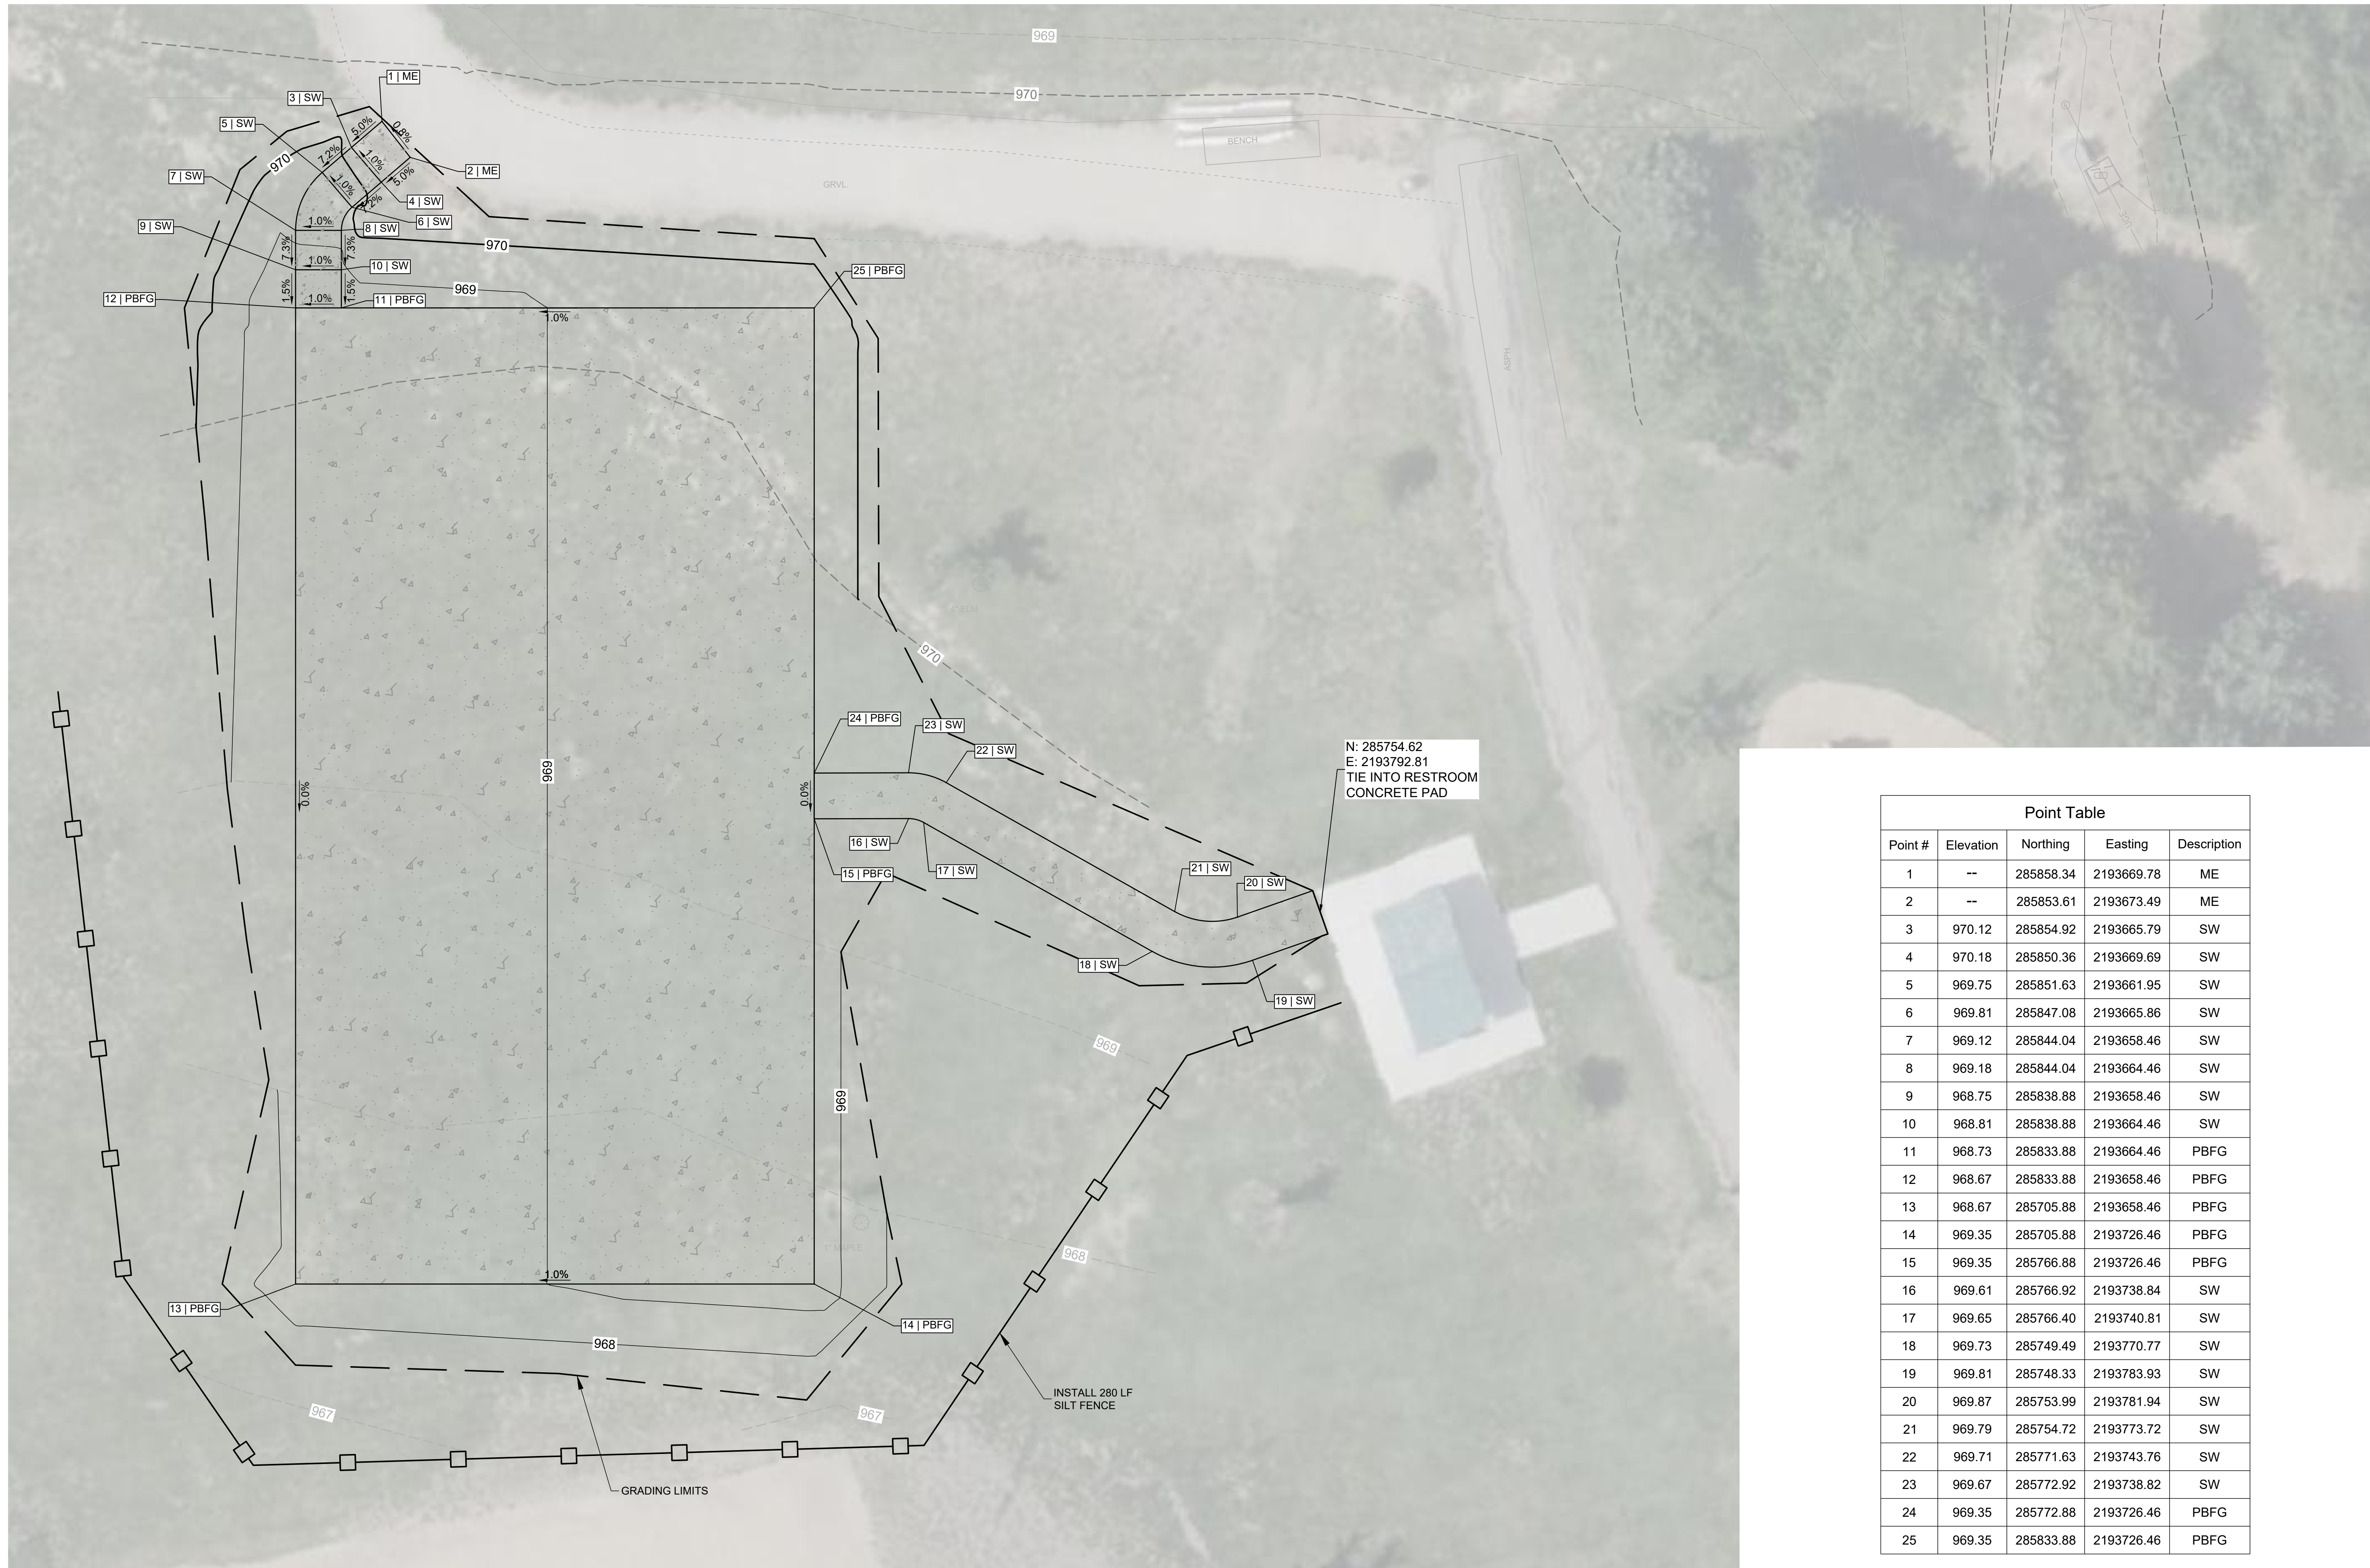 969
970
1 | ME
3 | SW
5 | SW
5.0%
0.8%
BENCH
970
7.2%
1.0%
2 | ME
7 | SW
5.0%
GRVL.
1.0%
4 | SW
9 | SW
1.0%
6 | SW
8 | SW
970
7.3%
7.3%
1.0%
10 | SW
25 | PBFG
1.5%
1.5%
969
12 | PBFG
1.0%
11 | PBFG
1.0%
ASPH.
970
24 | PBFG
23 | SW
22 | SW
N: 285754.62
E: 2193792.81
TIE INTO RESTROOM
CONCRETE PAD
969
0.0%
0.0%
16 | SW
15 | PBFG
17 | SW
21 | SW
20 | SW
18 | SW
19 | SW
969
969
1" MAPLE
968
1.0%
13 | PBFG
14 | PBFG
968
INSTALL 280 LF
SILT FENCE
967
967
GRADING LIMITS
Point Table
Point # Elevation Northing Easting Description
1 -- 285858.34 2193669.78 ME
2 -- 285853.61 2193673.49 ME
3 970.12 285854.92 2193665.79 SW
4 970.18 285850.36 2193669.69 SW
5 969.75 285851.63 2193661.95 SW
6 969.81 285847.08 2193665.86 SW
7 969.12 285844.04 2193658.46 SW
8 969.18 285844.04 2193664.46 SW
9 968.75 285838.88 2193658.46 SW
10 968.81 285838.88 2193664.46 SW
11 968.73 285833.88 2193664.46 PBFG
12 968.67 285833.88 2193658.46 PBFG
13 968.67 285705.88 2193658.46 PBFG
14 969.35 285705.88 2193726.46 PBFG
15 969.35 285766.88 2193726.46 PBFG
16 969.61 285766.92 2193738.84 SW
17 969.65 285766.40 2193740.81 SW
18 969.73 285749.49 2193770.77 SW
19 969.81 285748.33 2193783.93 SW
20 969.87 285753.99 2193781.94 SW
21 969.79 285754.72 2193773.72 SW
22 969.71 285771.63 2193743.76 SW
23 969.67 285772.92 2193738.82 SW
24 969.35 285772.88 2193726.46 PBFG
25 969.35 285833.88 2193726.46 PBFG